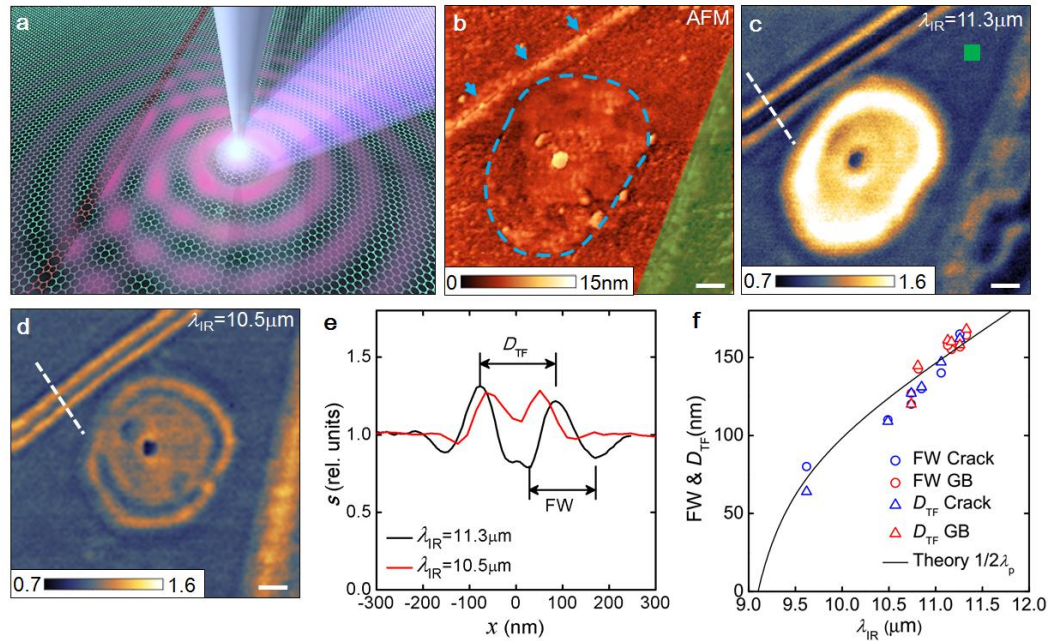 a
b
AFM
0
15nm
c
λIR=11.3μm
0.7
1.6
d
λIR=10.5μm
0.7
1.6
e
s (rel. units)
1.5
1.0
0.5
0.0
DTF
FW
λIR=11.3μm
λIR=10.5μm
-300 -200 -100 0 100 200 300
x (nm)
f
FW & DTF(nm)
150
100
50
0
FW Crack
FW GB
DTF Crack
DTF GB
Theory 1/2λp
9.0 9.5 10.0 10.5 11.0 11.5 12.0
λIR (μm)